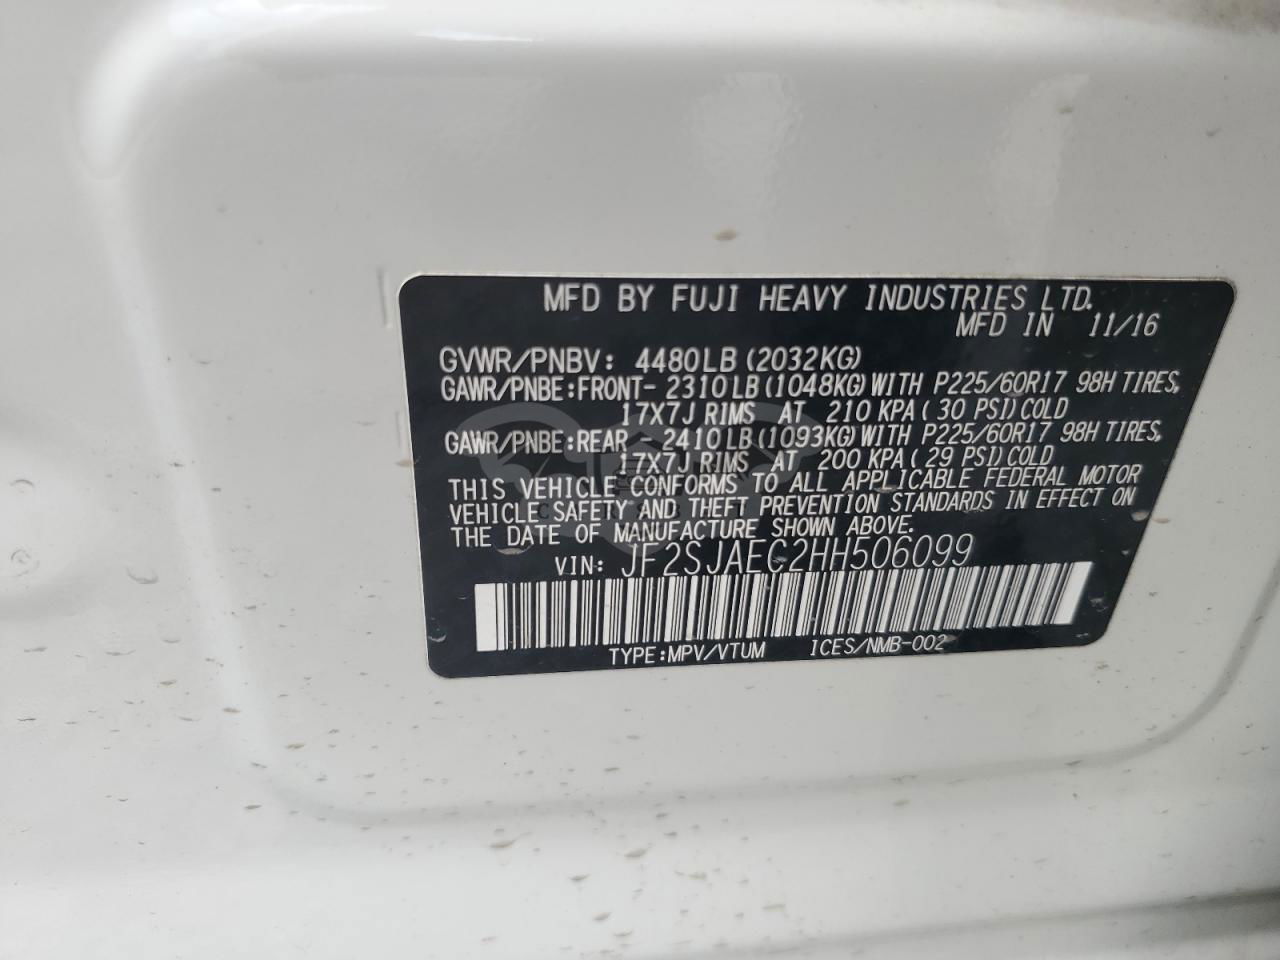 MFD BY FUJI HEAVY INDUSTRIES LTD.
MFD IN 11/16
GVWR/PNBV: 4480LB (2032KG)
GAWR/PNBE:FRONT- 2310LB(1048KG)WITH P225/60R17 98H TIRES,
17X7J RIMS AT 210 KPA( 30 PSI)COLD
GAWR/PNBE:REAR - 2410LB(1093KG)WITH P225/60R17 98H TIRES,
17X7J RIMS AT 200 KPA( 29 PSI)COLD
THIS VEHICLE CONFORMS TO ALL APPLICABLE FEDERAL MOTOR
VEHICLE SAFETY AND THEFT PREVENTION STANDARDS IN EFFECT ON
THE DATE OF MANUFACTURE SHOWN ABOVE.
VIN: JF2SJAEC2HH506099
TYPE:MPV/VTUM ICES/NMB-002